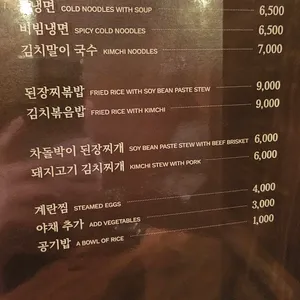 냉면 COLD NOODLES WITH SOUP 6,500
비빔냉면 SPICY COLD NOODLES 6,500
김치말이 국수 KIMCHI NOODLES 7,000
된장찌볶밥 FRIED RICE WITH SOY BEAN PASTE STEW 9,000
김치볶음밥 FRIED RICE WITH KIMCHI 9,000
차돌박이 된장찌개 SOY BEAN PASTE STEW WITH BEEF BRISKET 6,000
돼지고기 김치찌개 KIMCHI STEW WITH PORK 6,000
계란찜 STEAMED EGGS 4,000
야채 추가 ADD VEGETABLES 3,000
공기밥 A BOWL OF RICE 1,000